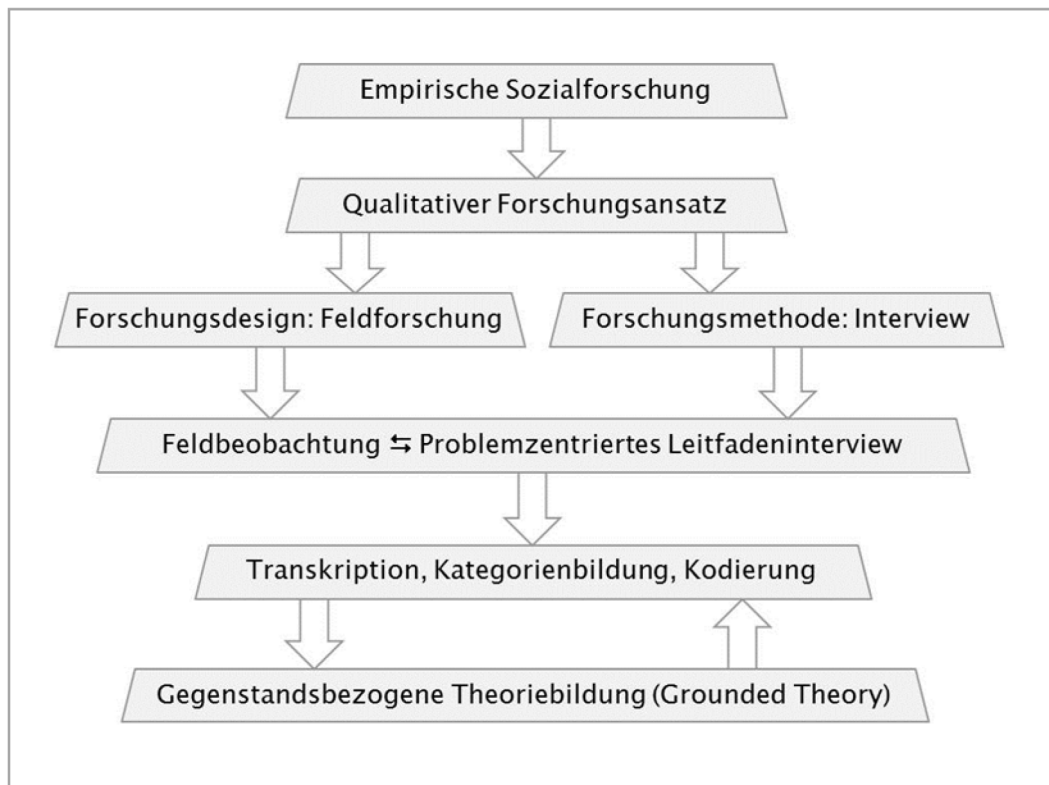 Empirische Sozialforschung
Qualitativer Forschungsansatz
Forschungsdesign: Feldforschung
Forschungsmethode: Interview
Feldbeobachtung ⇆ Problemzentriertes Leitfadeninterview
Transkription, Kategorienbildung, Kodierung
Gegenstandsbezogene Theoriebildung (Grounded Theory)